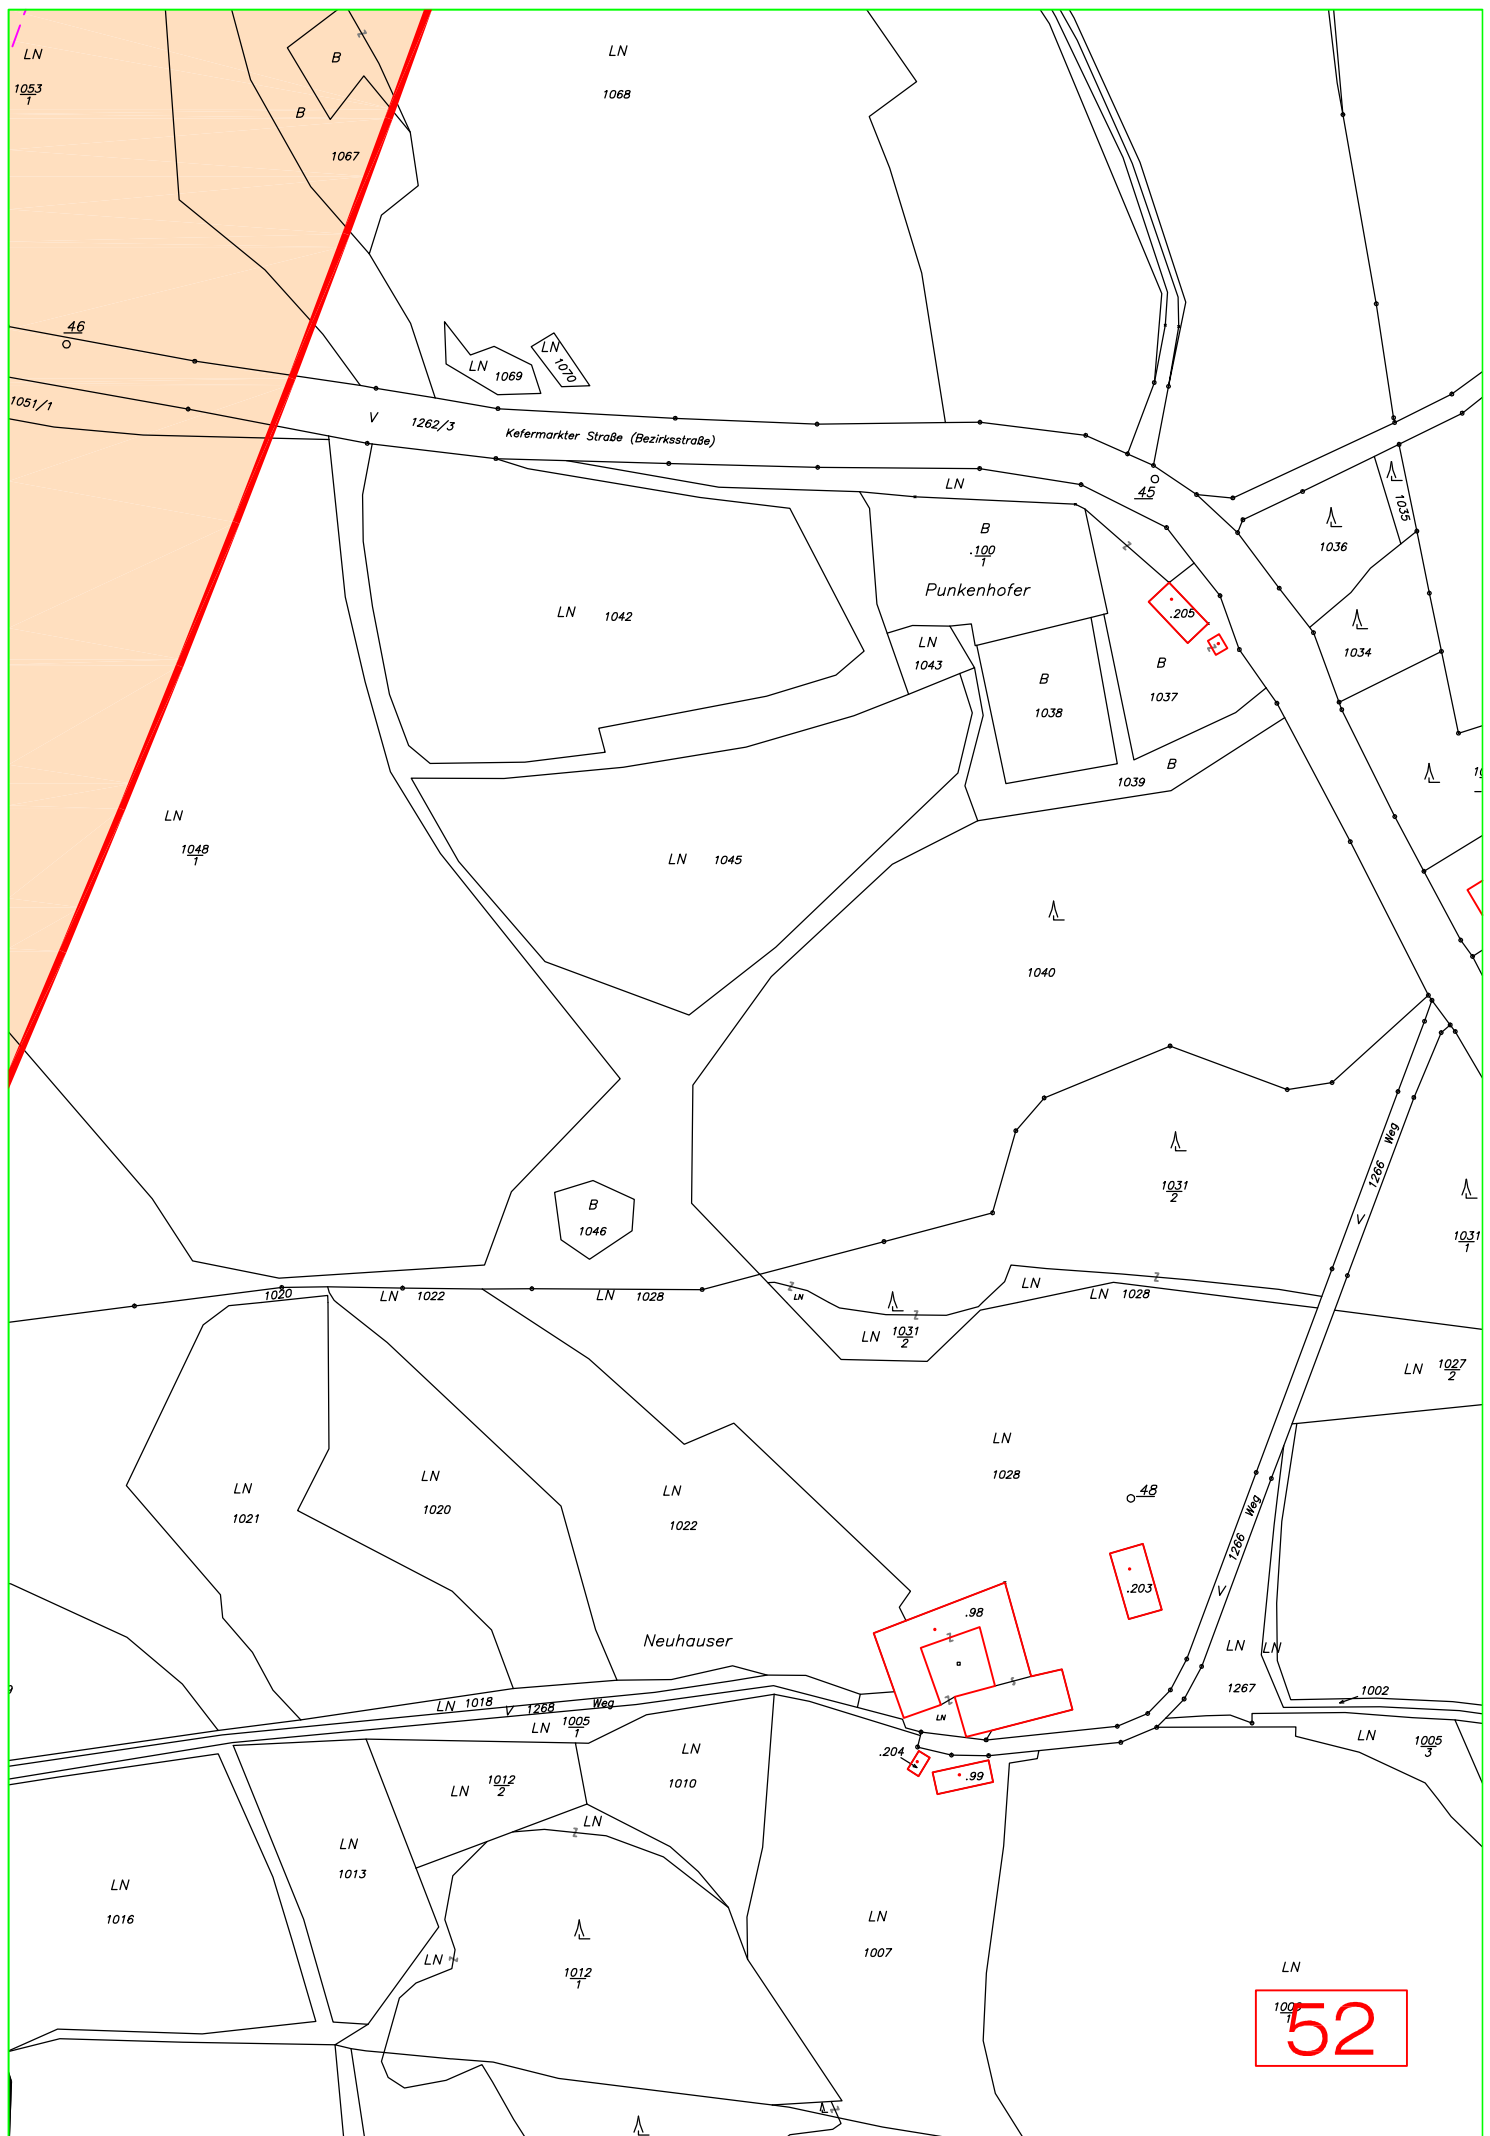 LN
1053
1
B
B
1067
LN
1068
46
1051/1
LN
1069
LN
1070
V
1262/3
Kefermarkter Straße (Bezirksstraße)
LN
45
B
.100
1
Punkenhofer
1035
1036
1034
.205
LN
1042
LN
1043
B
1038
B
1037
B
1039
LN
1048
1
LN
1045
1040
1031
2
1266 Weg
V
1031
1
B
1046
1020
LN
1022
LN
1028
LN
LN
LN
1028
LN
1031
2
LN
1027
2
LN
1028
48
LN
1021
LN
1020
LN
1022
V
1266 Weg
.203
.98
Neuhauser
LN
LN
1267
1002
LN
1018
V
1268
Weg
LN
LN
1005
1
LN
1005
3
.204
.99
LN
1010
LN
1012
2
LN
LN
1013
LN
1016
LN
1012
1
LN
1007
LN
52